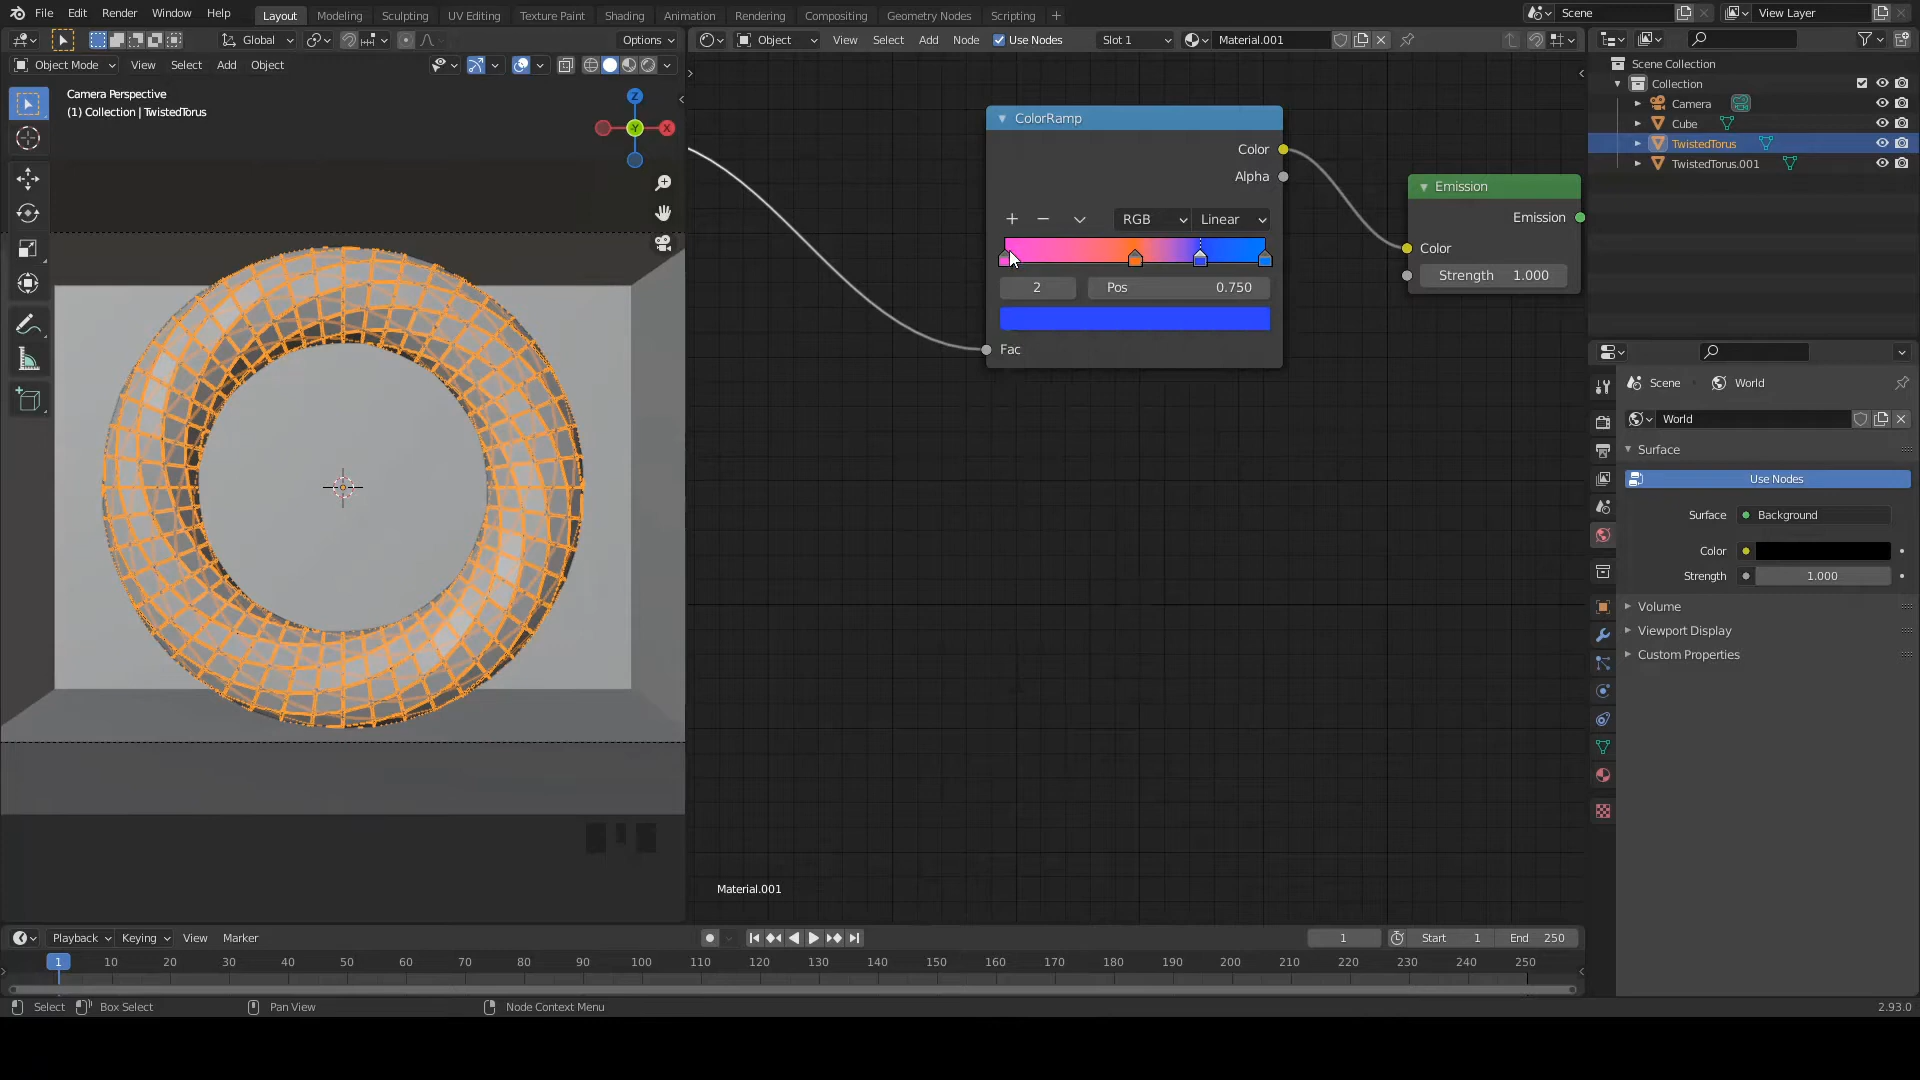 File Edit Render Window Help Layout Modeling Sculpting UV Editing Texture Paint Shading Animation Rendering Compositing Geometry Nodes Scripting + Scene View Layer
Global Options Object View Select Add Node Use Nodes Slot 1 Material.001
Object Mode View Select Add Object
Camera Perspective
(1) Collection | TwistedTorus
Z
Y
X
ColorRamp
Color
Alpha
RGB Linear
2 Pos 0.750
Fac
Emission
Emission
Color
Strength 1.000
Material.001
Scene Collection
Collection
Camera
Cube
TwistedTorus
TwistedTorus.001
Scene World
World
Surface
Use Nodes
Surface Background
Color
Strength 1.000
Volume
Viewport Display
Custom Properties
Playback Keying View Marker 1 Start 1 End 250
1 10 20 30 40 50 60 70 80 90 100 110 120 130 140 150 160 170 180 190 200 210 220 230 240 250
Select Box Select Pan View Node Context Menu 2.93.0